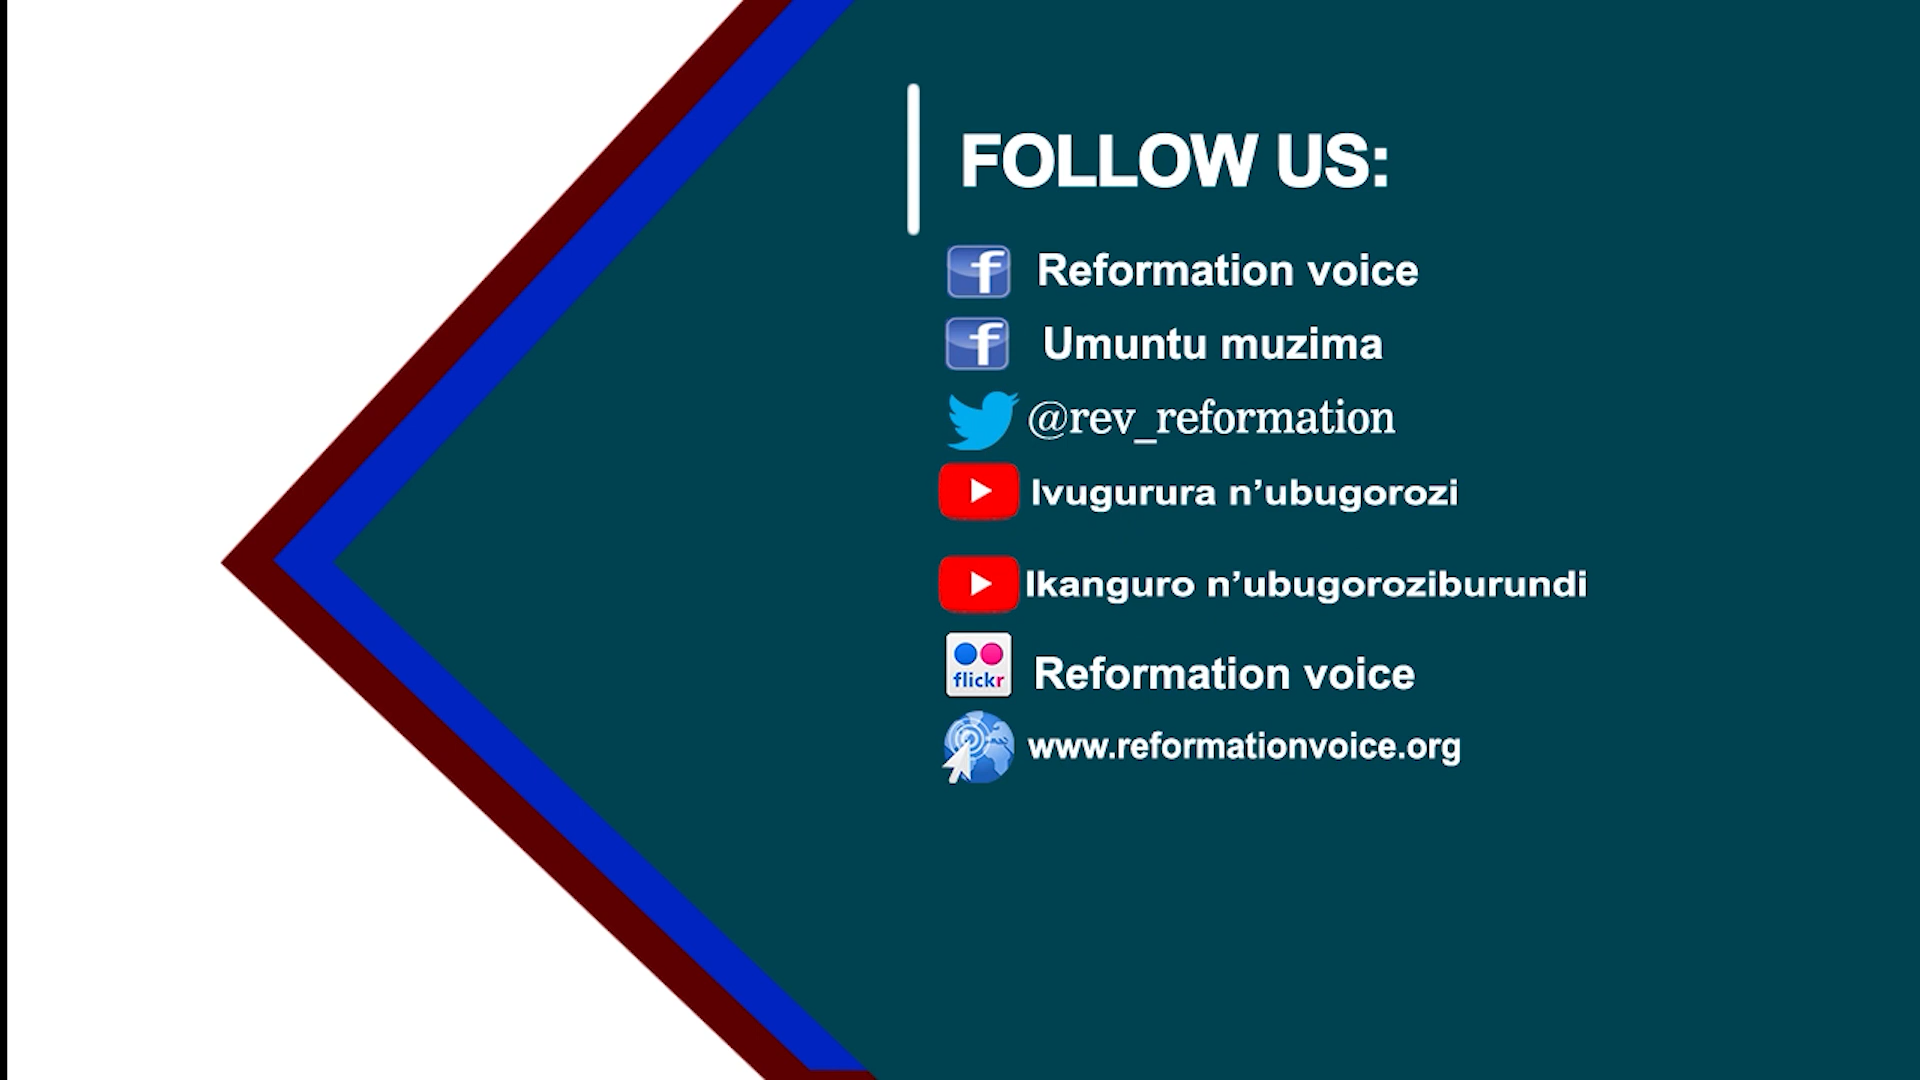 FOLLOW US:
Reformation voice
Umuntu muzima
@rev_reformation
Ivugurura n’ubugorozi
Ikanguro n’ubugoroziburundi
flickr
Reformation voice
www.reformationvoice.org